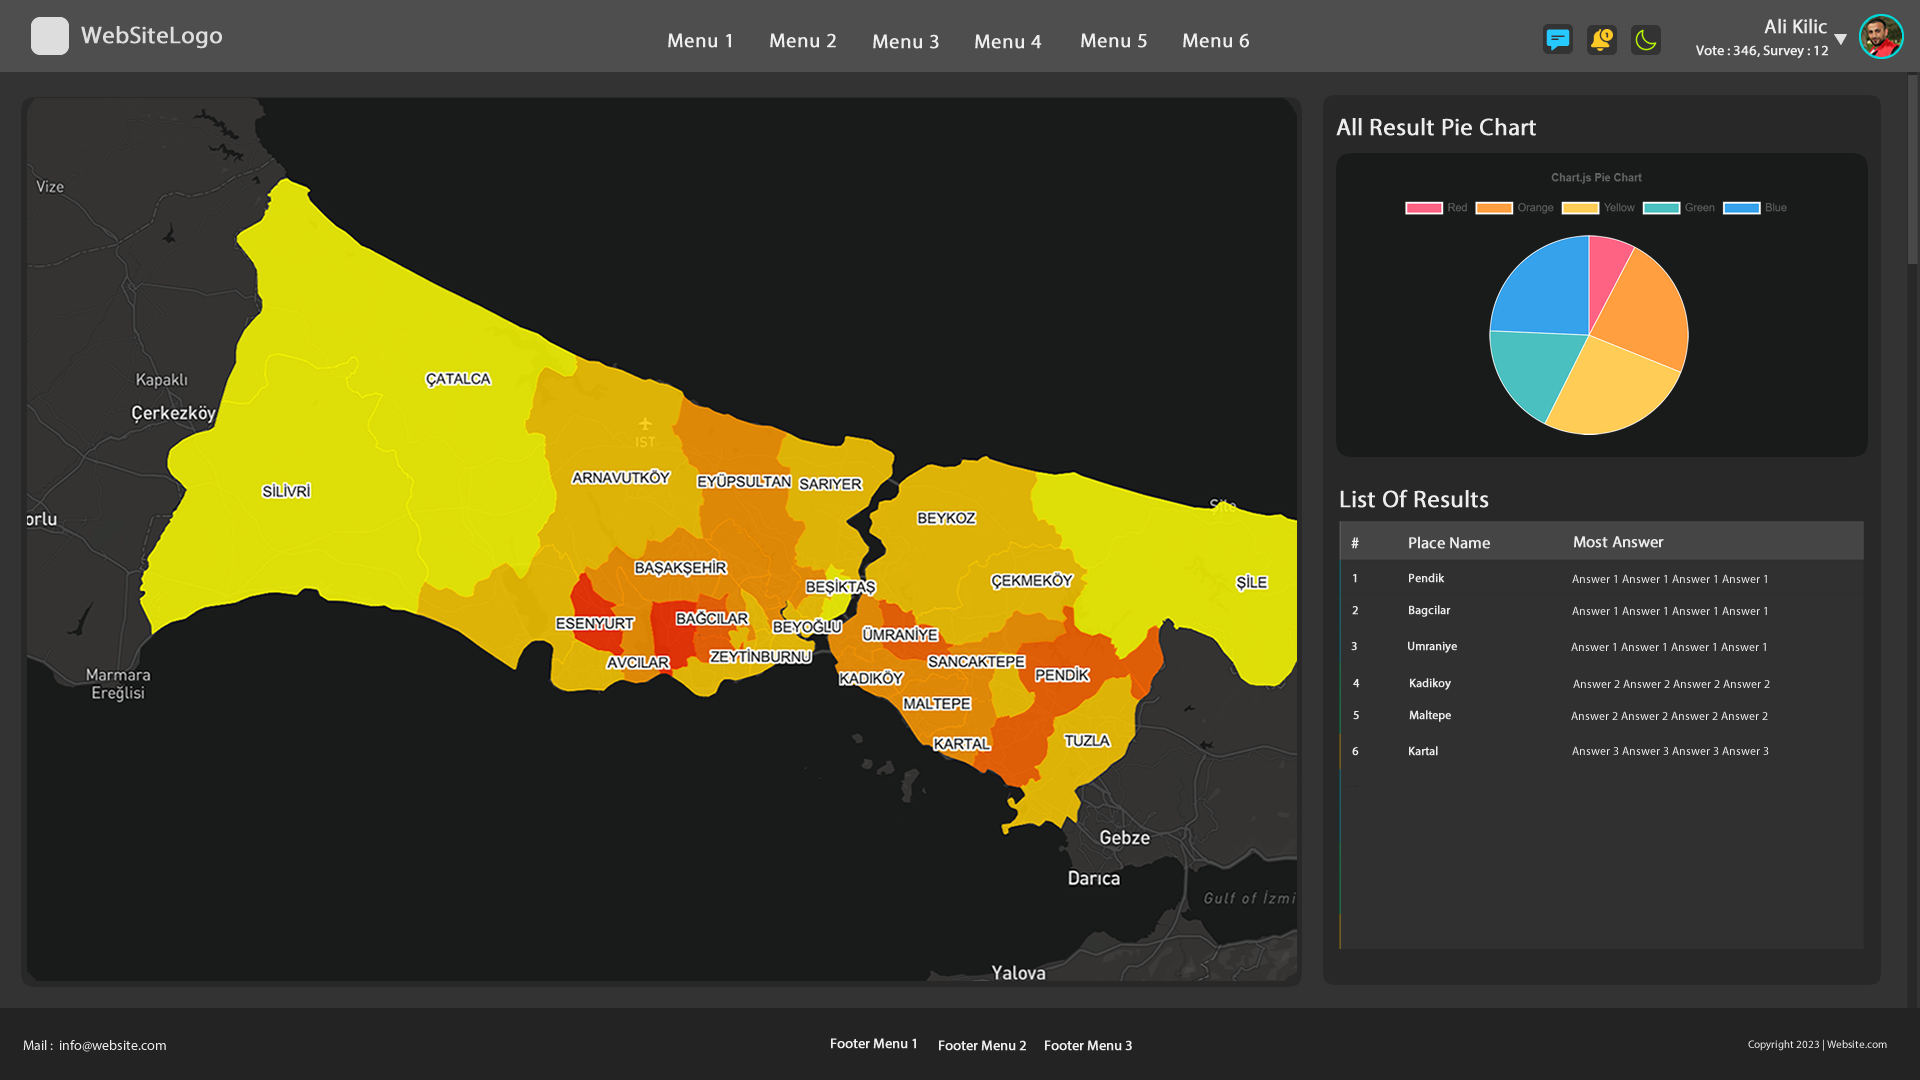 WebSiteLogo
Menu 1 Menu 2 Menu 3 Menu 4 Menu 5 Menu 6
1
Ali Kilic
Vote : 346, Survey : 12
Vize
Kapaklı
Çerkezköy
ÇATALCA
SİLİVRİ
orlu
IST
ARNAVUTKÖY
EYÜPSULTAN
SARIYER
BEYKOZ
Şile
BAŞAKŞEHİR
BEŞİKTAŞ
ÇEKMEKÖY
ŞİLE
ESENYURT
BAĞCILAR
BEYOĞLU
ÜMRANİYE
AVCILAR
ZEYTİNBURNU
SANCAKTEPE
KADIKÖY
PENDİK
Marmara
Ereğlisi
MALTEPE
KARTAL
TUZLA
Gebze
Darıca
Gulf of İzmi
Yalova
All Result Pie Chart
Chart.js Pie Chart
Red Orange Yellow Green Blue
List Of Results
# Place Name Most Answer
1 Pendik Answer 1 Answer 1 Answer 1 Answer 1
2 Bagcilar Answer 1 Answer 1 Answer 1 Answer 1
3 Umraniye Answer 1 Answer 1 Answer 1 Answer 1
4 Kadikoy Answer 2 Answer 2 Answer 2 Answer 2
5 Maltepe Answer 2 Answer 2 Answer 2 Answer 2
6 Kartal Answer 3 Answer 3 Answer 3 Answer 3
Mail : info@website.com
Footer Menu 1 Footer Menu 2 Footer Menu 3
Copyright 2023 | Website.com